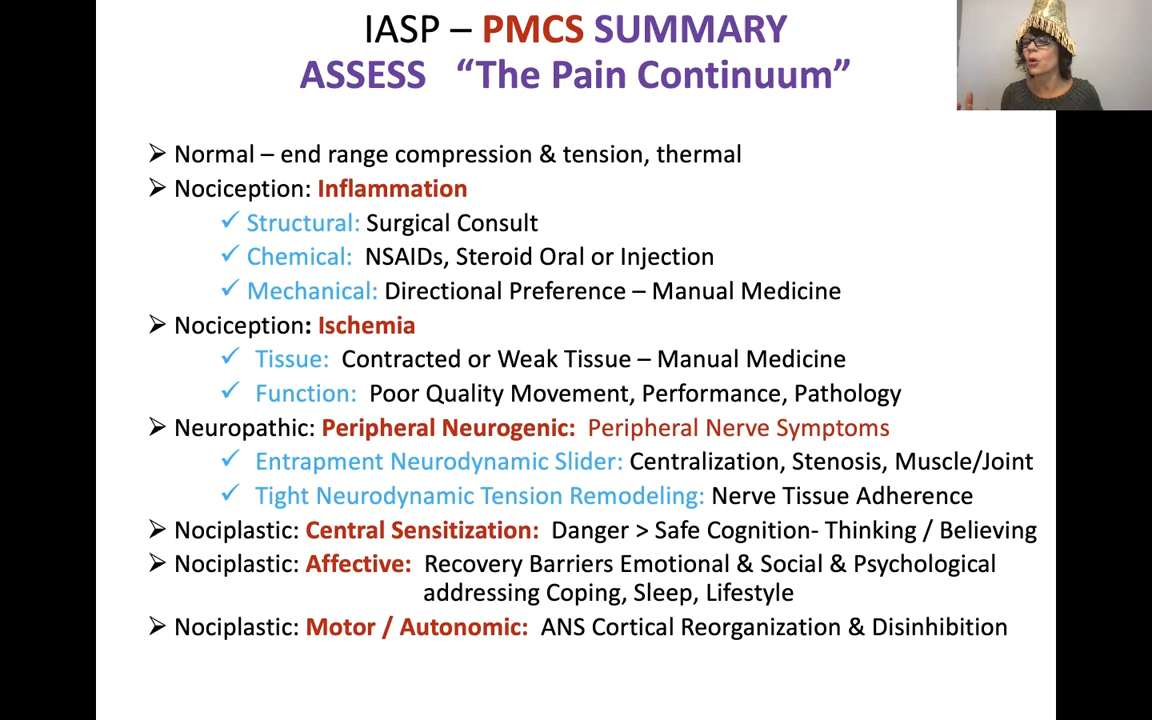 IASP – PMCS SUMMARY
ASSESS “The Pain Continuum”
➢ Normal – end range compression & tension, thermal
➢ Nociception: Inflammation
✓ Structural: Surgical Consult
✓ Chemical: NSAIDs, Steroid Oral or Injection
✓ Mechanical: Directional Preference – Manual Medicine
➢ Nociception: Ischemia
✓ Tissue: Contracted or Weak Tissue – Manual Medicine
✓ Function: Poor Quality Movement, Performance, Pathology
➢ Neuropathic: Peripheral Neurogenic: Peripheral Nerve Symptoms
✓ Entrapment Neurodynamic Slider: Centralization, Stenosis, Muscle/Joint
✓ Tight Neurodynamic Tension Remodeling: Nerve Tissue Adherence
➢ Nociplastic: Central Sensitization: Danger > Safe Cognition- Thinking / Believing
➢ Nociplastic: Affective: Recovery Barriers Emotional & Social & Psychological
addressing Coping, Sleep, Lifestyle
➢ Nociplastic: Motor / Autonomic: ANS Cortical Reorganization & Disinhibition